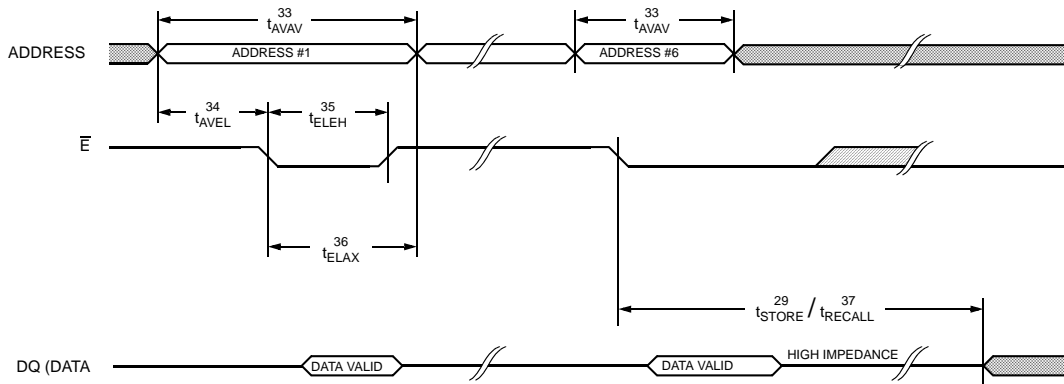 33
tAVAV
33
tAVAV
ADDRESS
ADDRESS #1
ADDRESS #6
34
tAVEL
35
tELEH
E
36
tELAX
29 37
tSTORE / tRECALL
DQ (DATA
DATA VALID
DATA VALID
HIGH IMPEDANCE